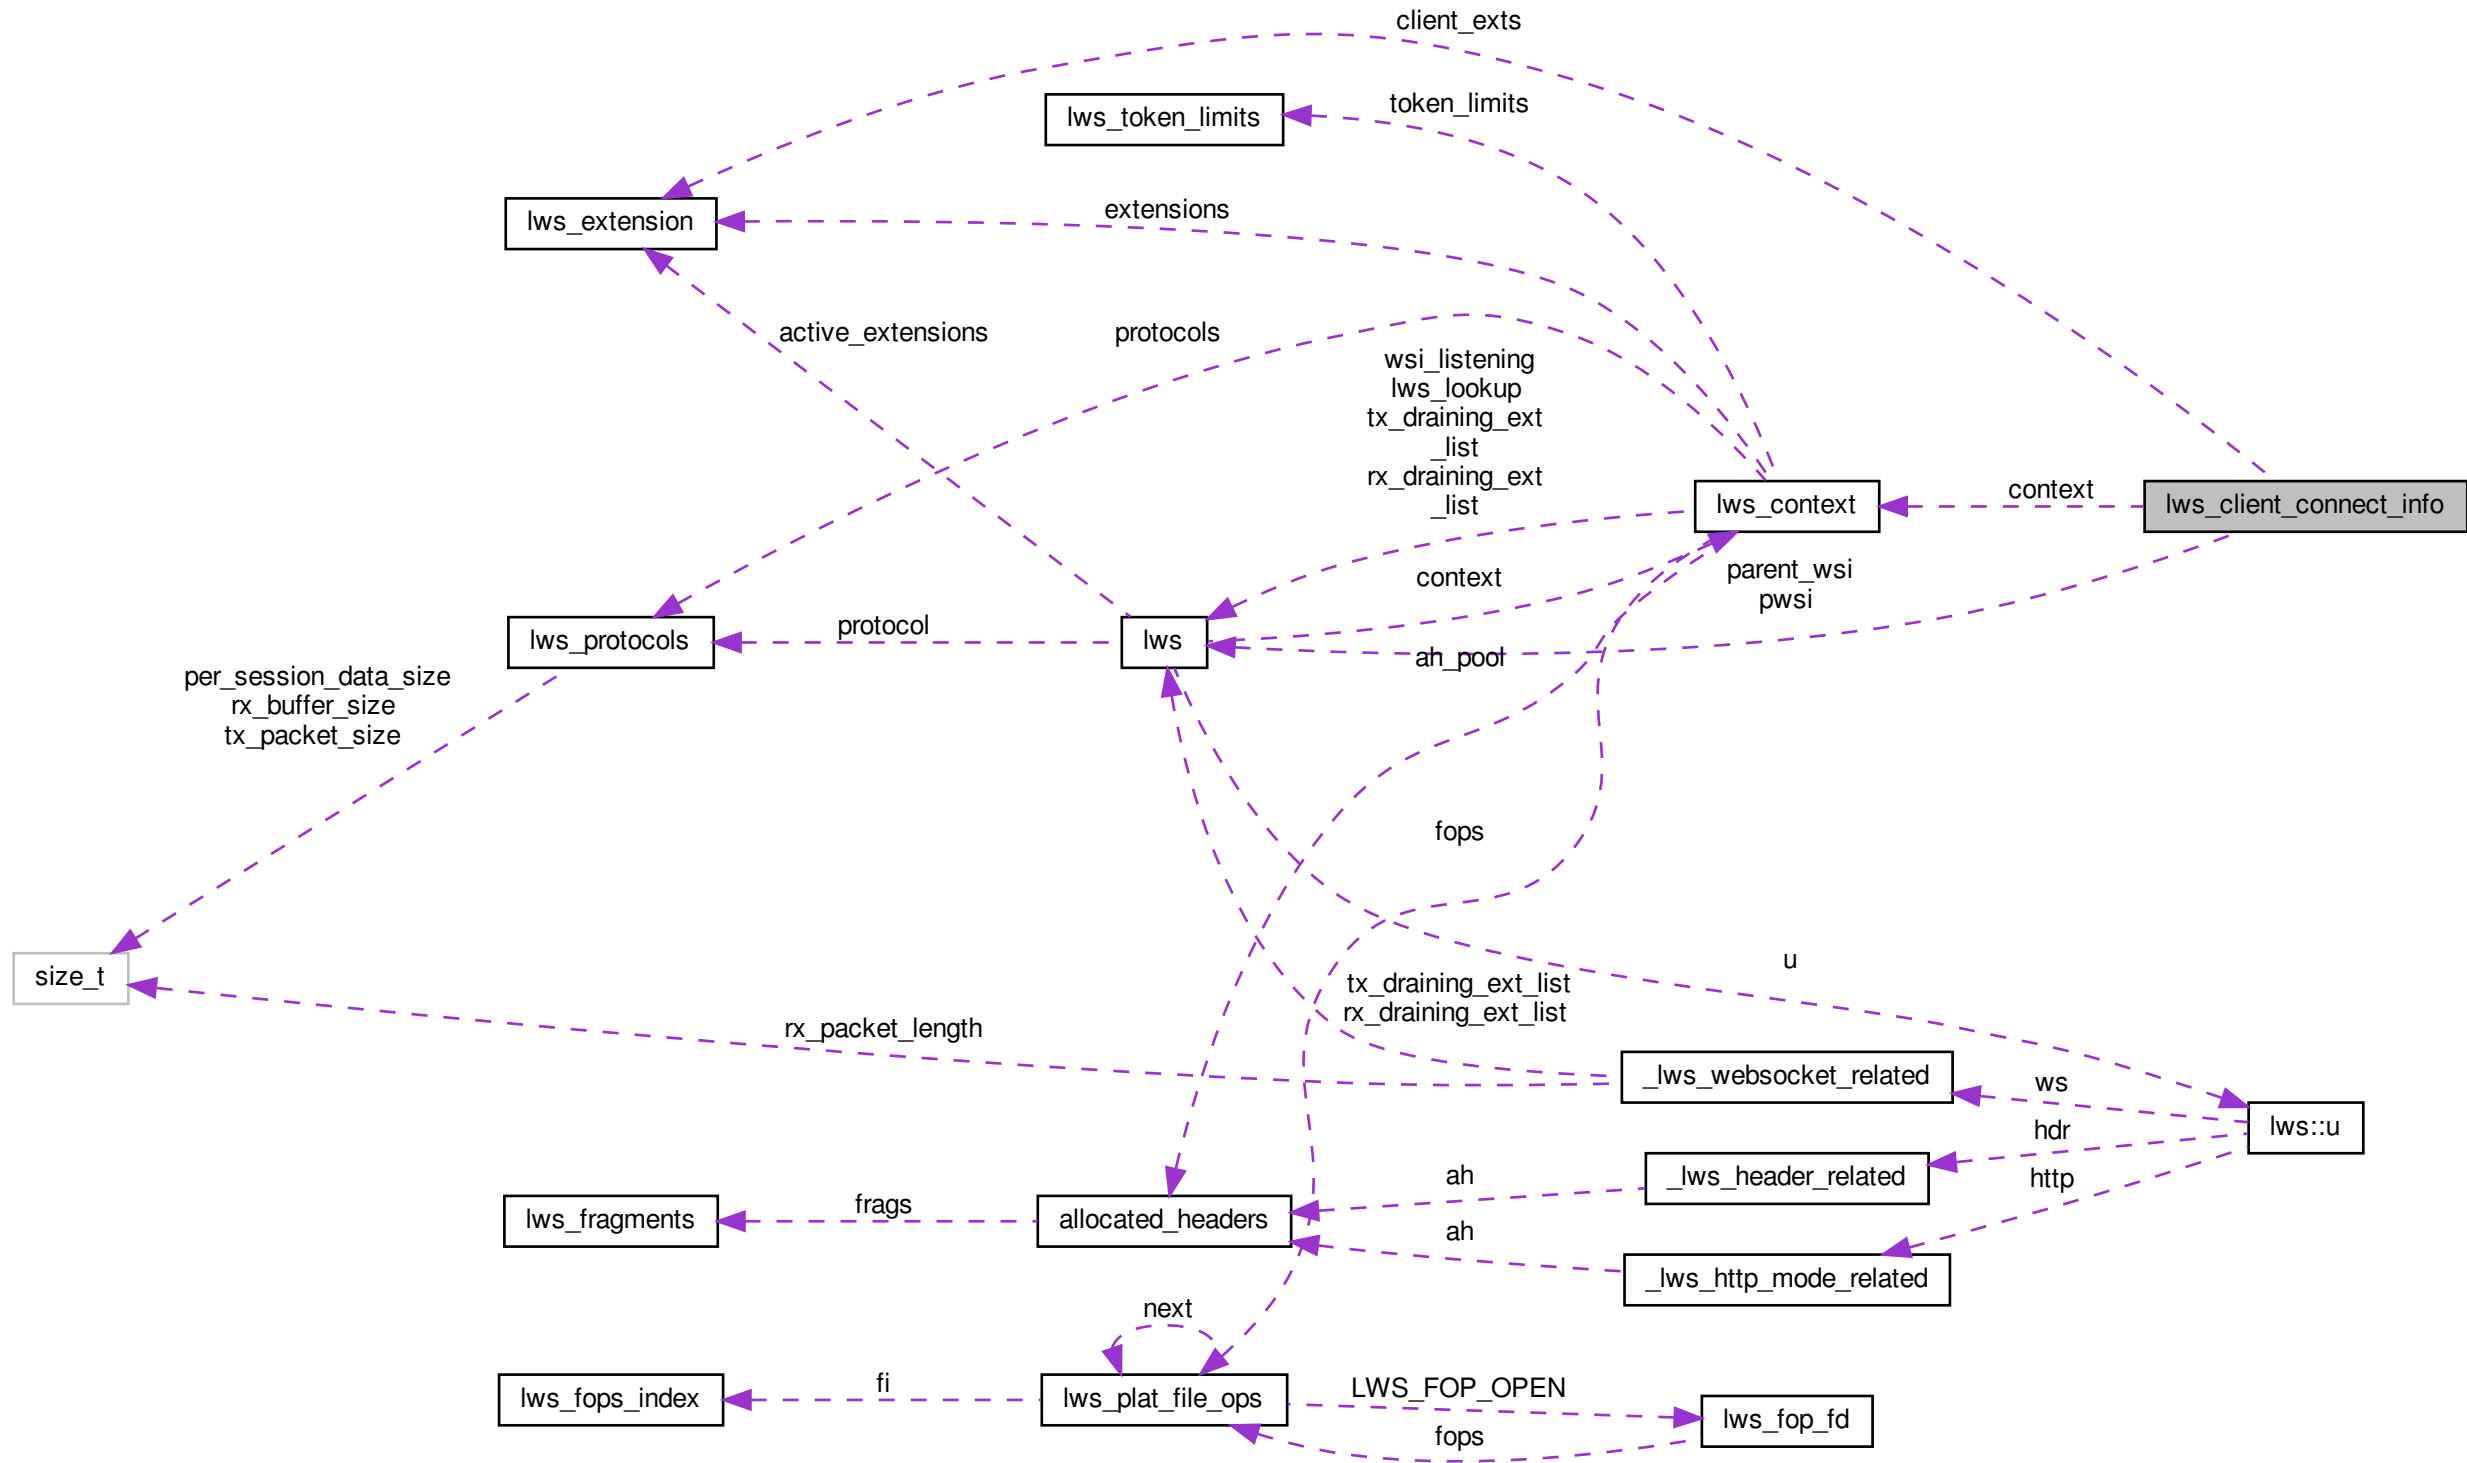 client_exts
token_limits
lws_token_limits
extensions
lws_extension
active_extensions
protocols
wsi_listening
lws_lookup
tx_draining_ext
_list
rx_draining_ext
_list
lws_context
context
lws_client_connect_info
context
parent_wsi
pwsi
lws_protocols
protocol
lws
ah_pool
per_session_data_size
rx_buffer_size
tx_packet_size
fops
size_t
u
tx_draining_ext_list
rx_draining_ext_list
rx_packet_length
_lws_websocket_related
ws
hdr
lws::u
http
_lws_header_related
ah
lws_fragments
frags
allocated_headers
ah
_lws_http_mode_related
next
lws_fops_index
fi
lws_plat_file_ops
LWS_FOP_OPEN
lws_fop_fd
fops